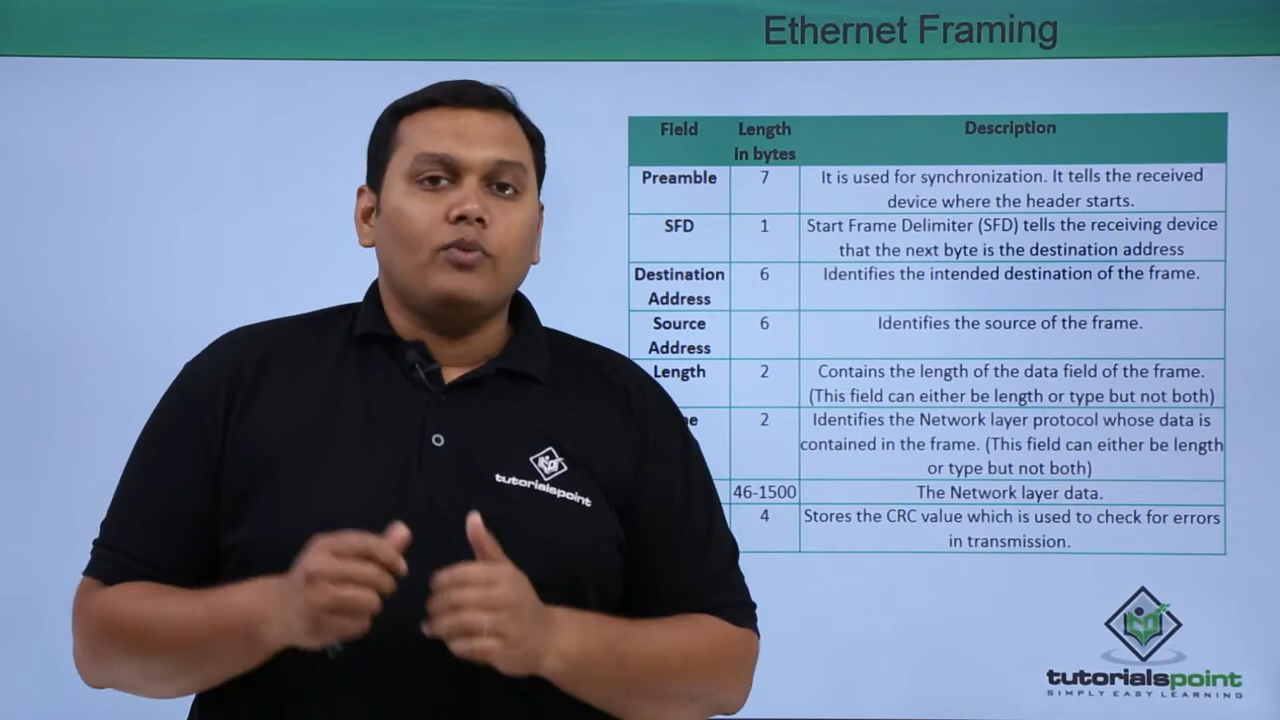 Ethernet Framing
Field
Length
in bytes
Description
Preamble
7
It is used for synchronization. It tells the received
device where the header starts.
SFD
1
Start Frame Delimiter (SFD) tells the receiving device
that the next byte is the destination address
Destination
Address
6
Identifies the intended destination of the frame.
Source
Address
6
Identifies the source of the frame.
Length
2
Contains the length of the data field of the frame.
(This field can either be length or type but not both)
2
Identifies the Network layer protocol whose data is
contained in the frame. (This field can either be length
or type but not both)
46-1500
The Network layer data.
4
Stores the CRC value which is used to check for errors
in transmission.
tutorialspoint
tutorialspoint
SIMPLY EASY LEARNING